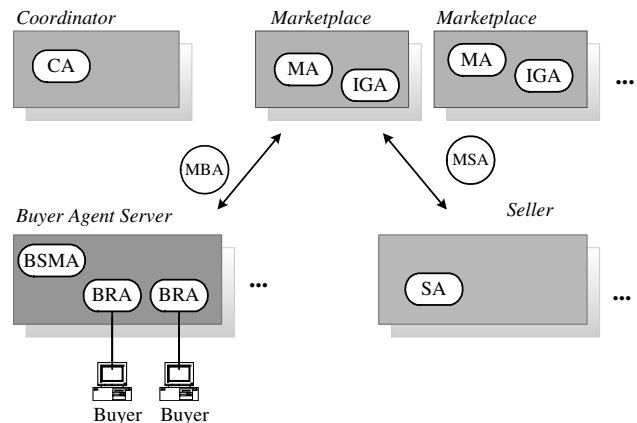 Coordinator
Marketplace
Marketplace
CA
MA
IGA
MA
IGA
...
MBA
MSA
Buyer Agent Server
Seller
BSMA
BRA
BRA
...
SA
...
Buyer
Buyer